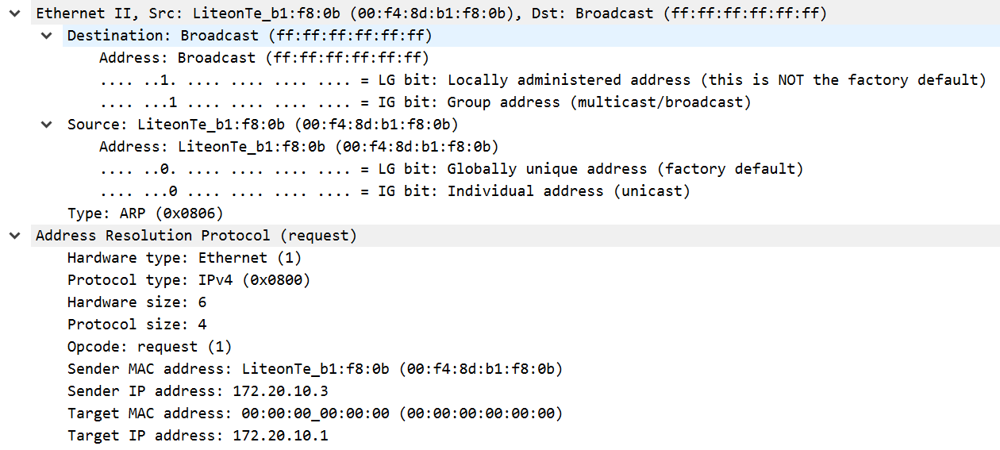 Ethernet II, Src: LiteonTe_b1:f8:0b (00:f4:8d:b1:f8:0b), Dst: Broadcast (ff:ff:ff:ff:ff:ff)
Destination: Broadcast (ff:ff:ff:ff:ff:ff)
Address: Broadcast (ff:ff:ff:ff:ff:ff)
.... ..1. .... .... .... .... = LG bit: Locally administered address (this is NOT the factory default)
.... ...1 .... .... .... .... = IG bit: Group address (multicast/broadcast)
Source: LiteonTe_b1:f8:0b (00:f4:8d:b1:f8:0b)
Address: LiteonTe_b1:f8:0b (00:f4:8d:b1:f8:0b)
.... ..0. .... .... .... .... = LG bit: Globally unique address (factory default)
.... ...0 .... .... .... .... = IG bit: Individual address (unicast)
Type: ARP (0x0806)
Address Resolution Protocol (request)
Hardware type: Ethernet (1)
Protocol type: IPv4 (0x0800)
Hardware size: 6
Protocol size: 4
Opcode: request (1)
Sender MAC address: LiteonTe_b1:f8:0b (00:f4:8d:b1:f8:0b)
Sender IP address: 172.20.10.3
Target MAC address: 00:00:00_00:00:00 (00:00:00:00:00:00)
Target IP address: 172.20.10.1